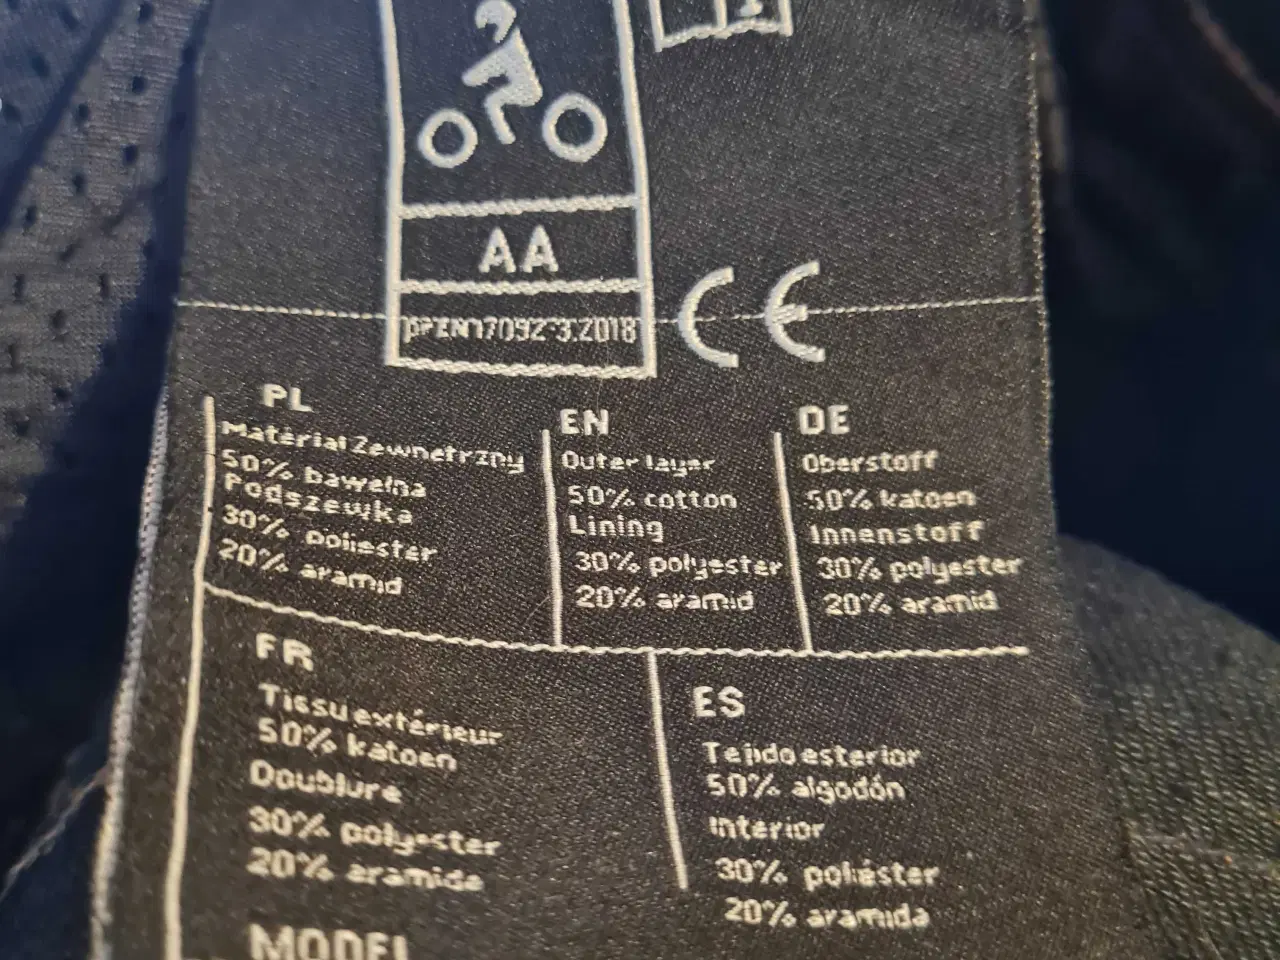 AA
prEN17092-3:2018
CE
PL
Materiał Zewnetrzny
50% bawełna
Podszewka
30% poliester
20% aramid
EN
Outer layer
50% cotton
Lining
30% polyester
20% aramid
DE
Oberstoff
50% katoen
Innenstoff
30% polyester
20% aramid
FR
Tissu extérieur
50% katoen
Doublure
30% polyester
20% aramide
ES
Tejido esterior
50% algodón
Interior
30% poliéster
20% aramida
MODEL